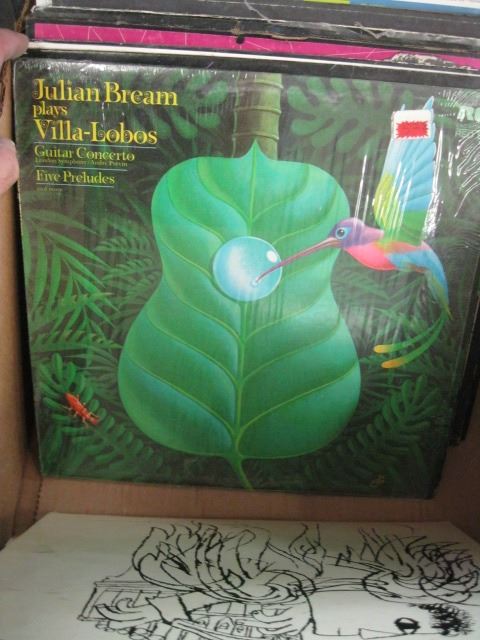 Julian Bream
plays
Villa-Lobos
Guitar Concerto
London Symphony/André Previn
Five Preludes